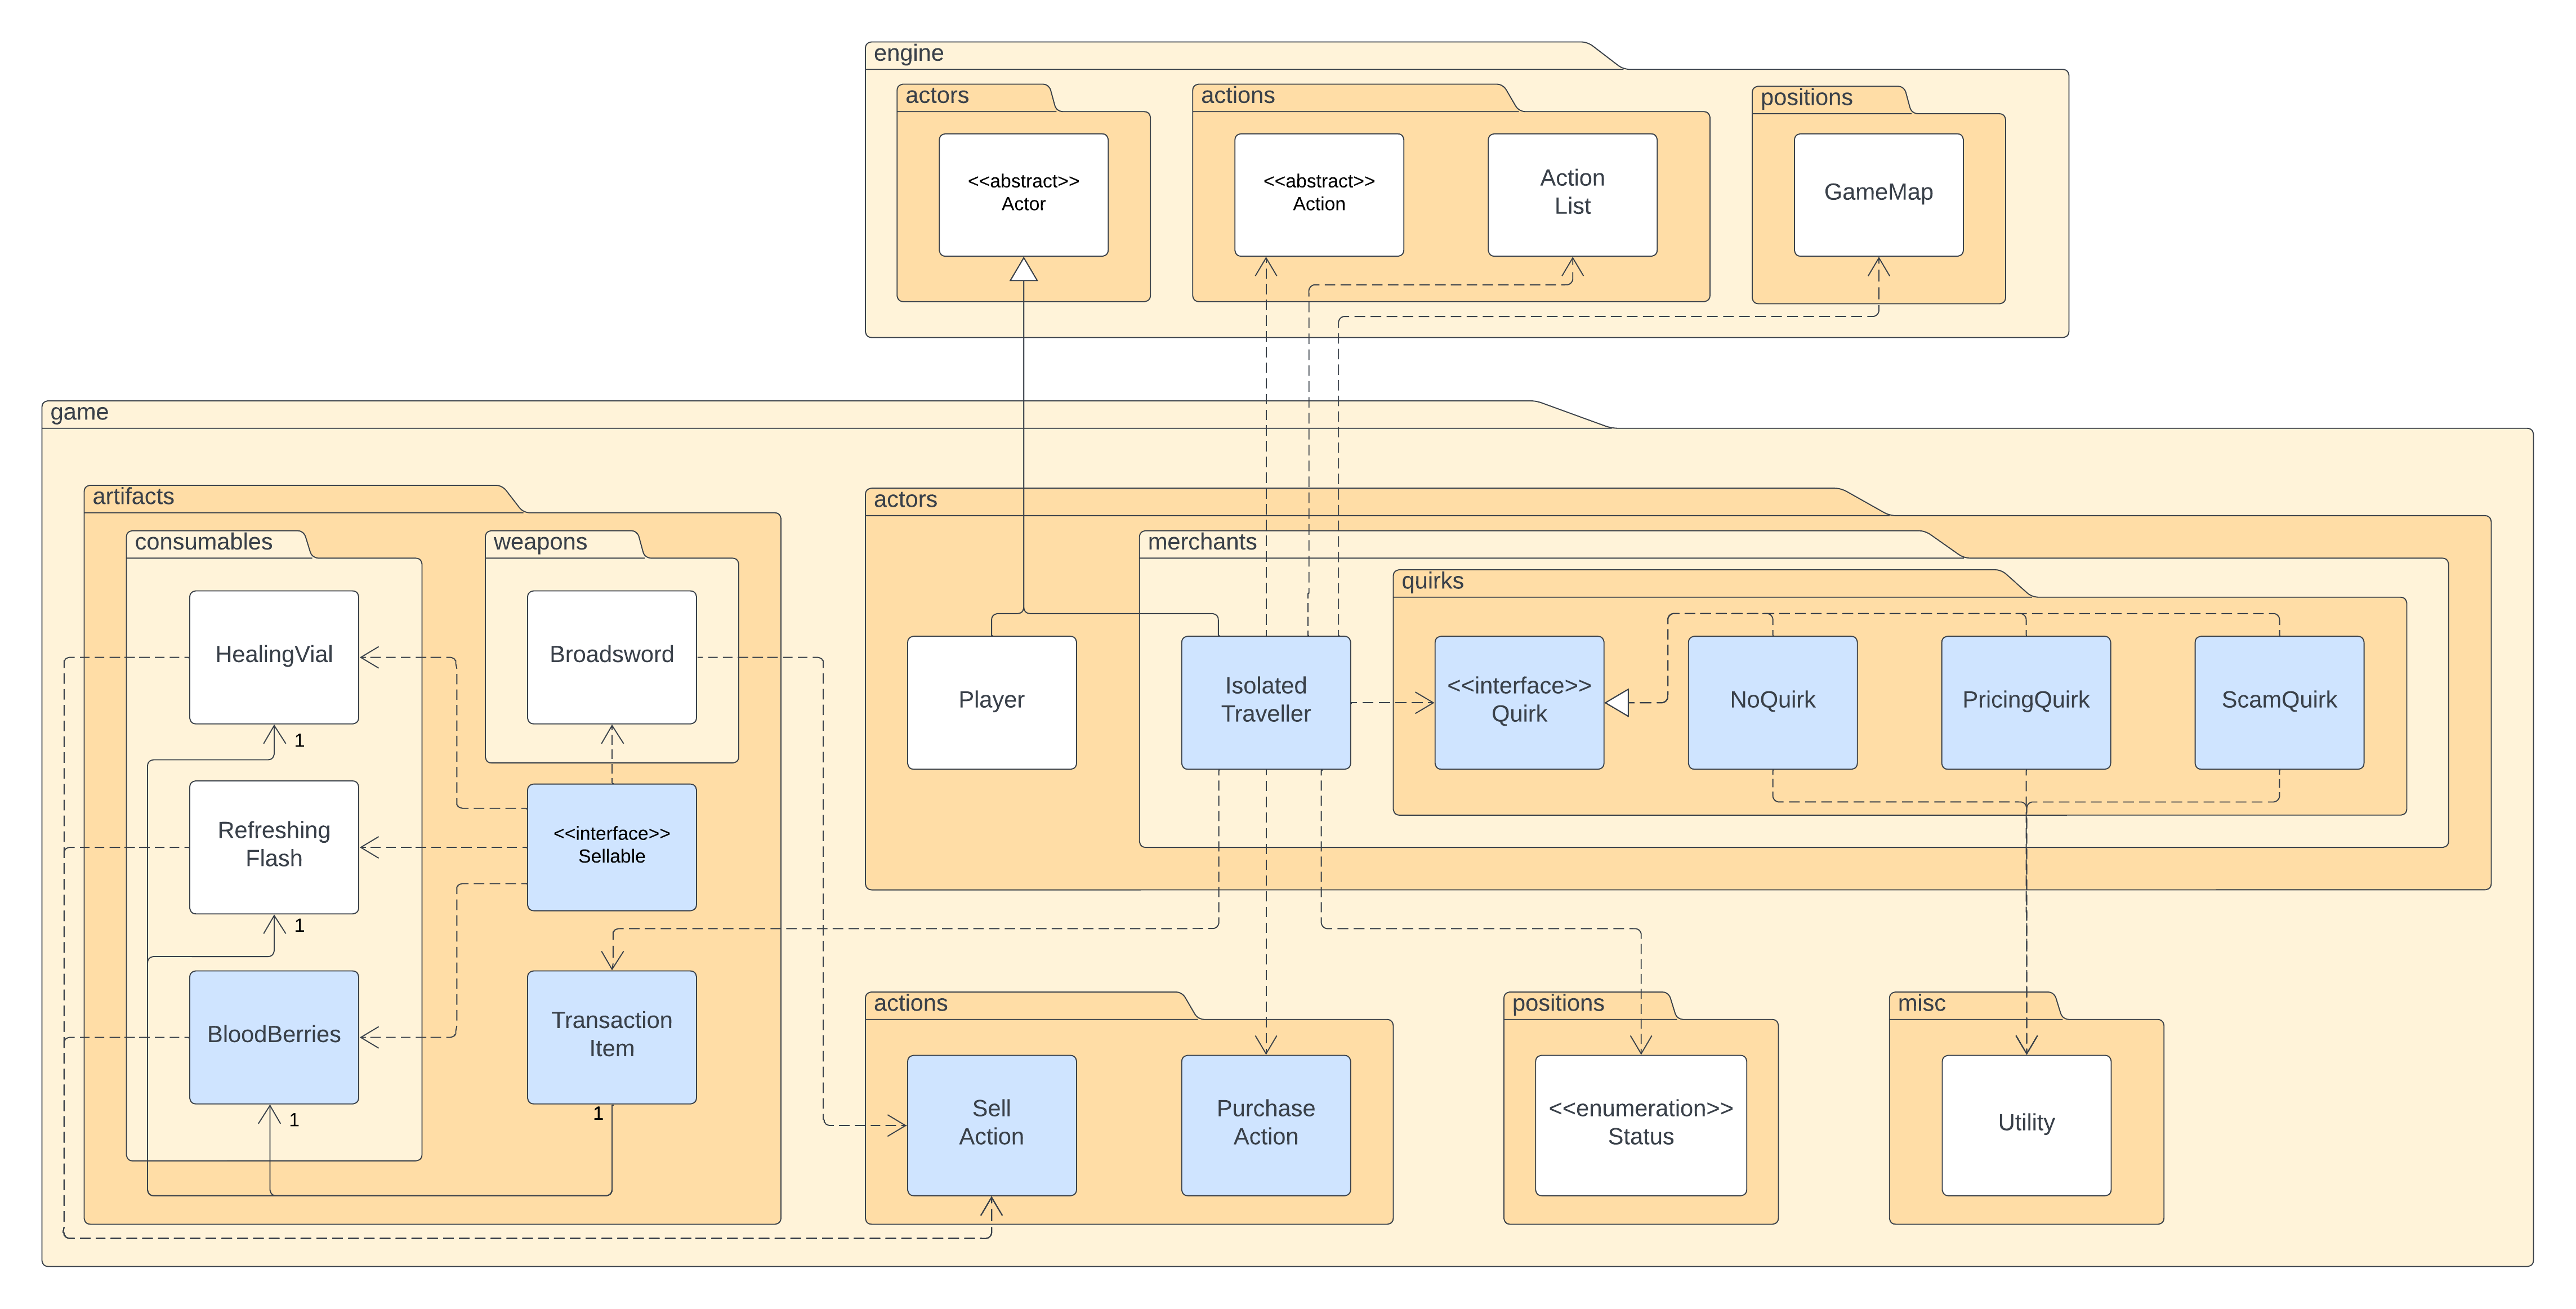 engine
actors
actions
positions
<<abstract>>
Actor
<<abstract>>
Action
Action
List
GameMap
game
artifacts
actors
consumables
weapons
merchants
quirks
HealingVial
Broadsword
Player
Isolated
Traveller
<<interface>>
Quirk
NoQuirk
PricingQuirk
ScamQuirk
1
Refreshing
Flash
<<interface>>
Sellable
1
BloodBerries
Transaction
Item
1
1
actions
positions
misc
Sell
Action
Purchase
Action
<<enumeration>>
Status
Utility